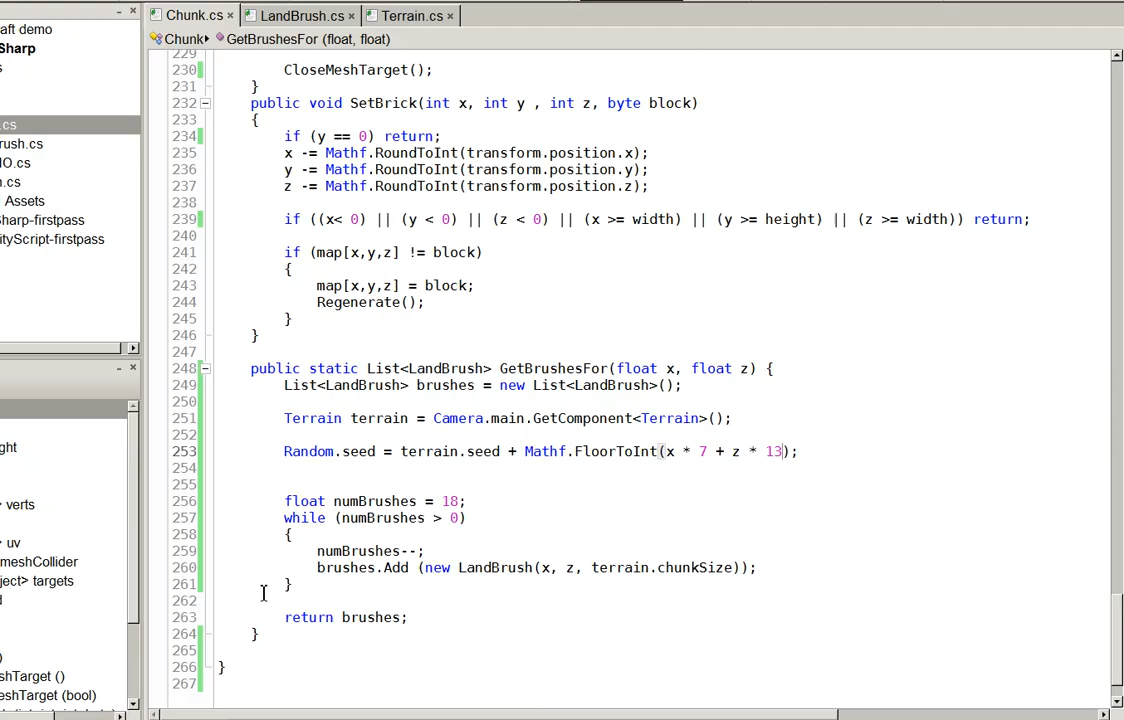 Chunk.cs × LandBrush.cs × Terrain.cs ×
Chunk GetBrushesFor (float, float)
aft demo
Sharp
s
.cs
rush.cs
IO.cs
n.cs
Assets
Sharp-firstpass
ityScript-firstpass
ght
> verts
> uv
meshCollider
ject> targets
d
)
shTarget ()
eshTarget (bool)
229
230 CloseMeshTarget();
231 }
232 public void SetBrick(int x, int y , int z, byte block)
233 {
234 if (y == 0) return;
235 x -= Mathf.RoundToInt(transform.position.x);
236 y -= Mathf.RoundToInt(transform.position.y);
237 z -= Mathf.RoundToInt(transform.position.z);
238
239 if ((x< 0) || (y < 0) || (z < 0) || (x >= width) || (y >= height) || (z >= width)) return;
240
241 if (map[x,y,z] != block)
242 {
243 map[x,y,z] = block;
244 Regenerate();
245 }
246 }
247
248 public static List<LandBrush> GetBrushesFor(float x, float z) {
249 List<LandBrush> brushes = new List<LandBrush>();
250
251 Terrain terrain = Camera.main.GetComponent<Terrain>();
252
253 Random.seed = terrain.seed + Mathf.FloorToInt(x * 7 + z * 13);
254
255
256 float numBrushes = 18;
257 while (numBrushes > 0)
258 {
259 numBrushes--;
260 brushes.Add (new LandBrush(x, z, terrain.chunkSize));
261 }
262
263 return brushes;
264 }
265
266 }
267